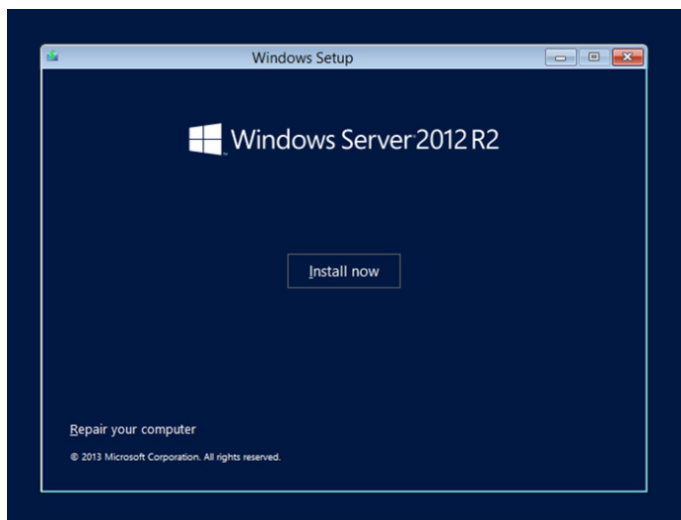 Windows Setup
Windows Server 2012 R2
Install now
Repair your computer
© 2013 Microsoft Corporation. All rights reserved.